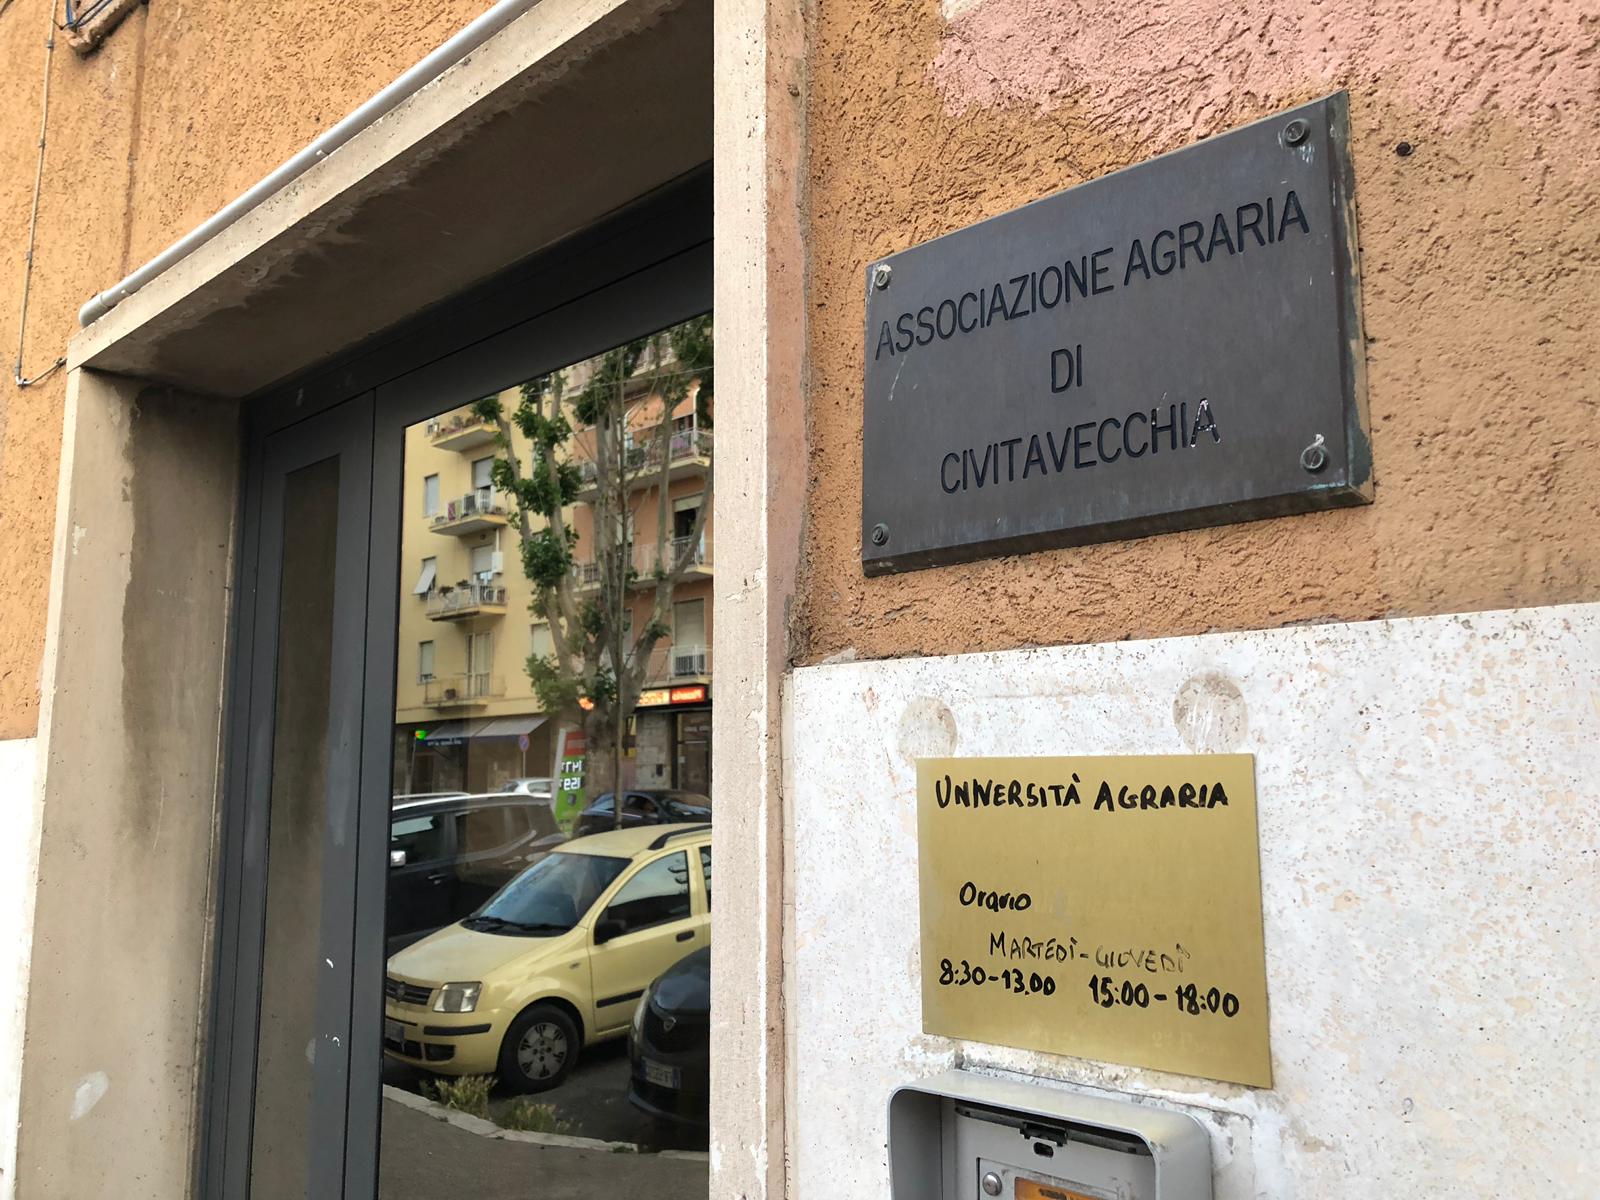 ASSOCIAZIONE AGRARIA
DI
CIVITAVECCHIA
UNIVERSITÀ AGRARIA
Orario
MARTEDÌ-GIOVEDÌ
8:30-13.00 15:00-18:00